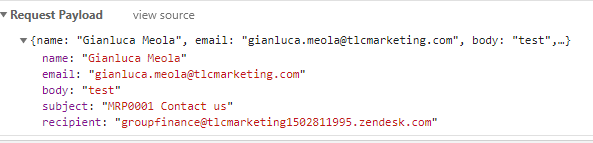 ▼Request Payload view source
▼{name: "Gianluca Meola", email: "gianluca.meola@tlcmarketing.com", body: "test",…}
name: "Gianluca Meola"
email: "gianluca.meola@tlcmarketing.com"
body: "test"
subject: "MRP0001 Contact us"
recipient: "groupfinance@tlcmarketing1502811995.zendesk.com"